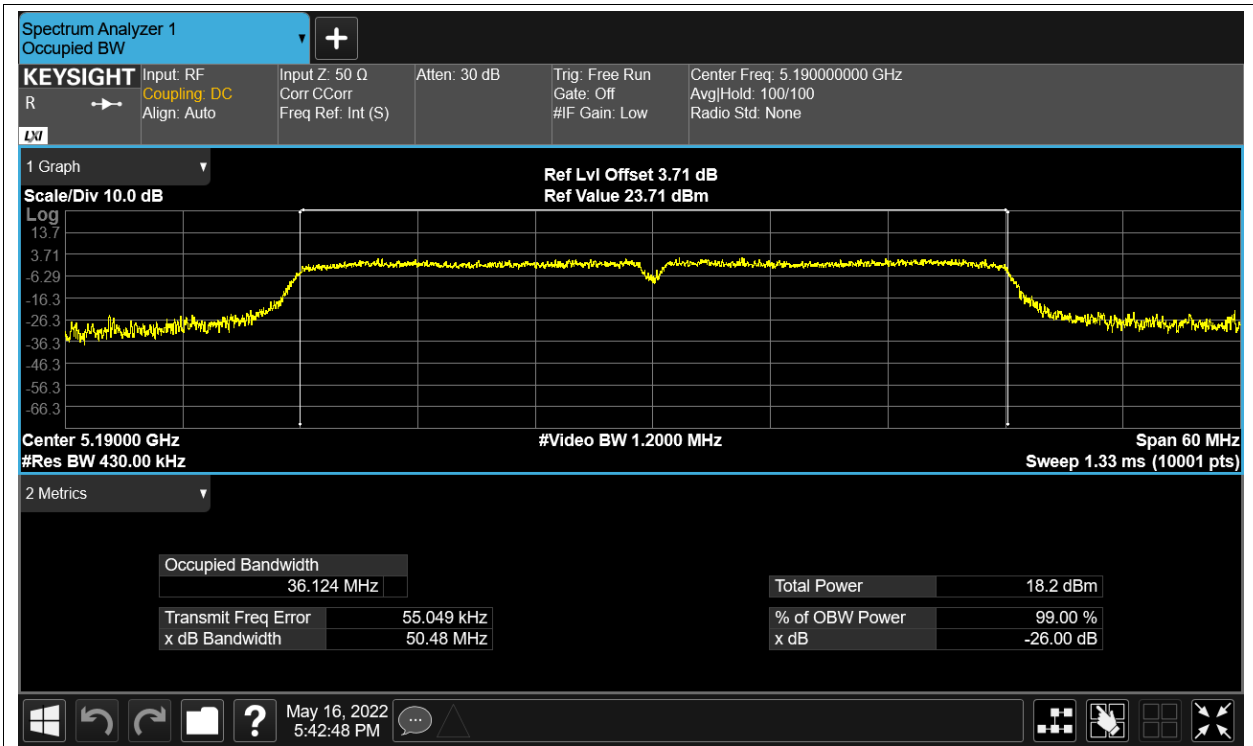 Spectrum Analyzer 1
Occupied BW
KEYSIGHT
R
LXI
Input: RF
Coupling: DC
Align: Auto
Input Z: 50 Ω
Corr CCorr
Freq Ref: Int (S)
Atten: 30 dB
Trig: Free Run
Gate: Off
#IF Gain: Low
Center Freq: 5.190000000 GHz
Avg|Hold: 100/100
Radio Std: None
1 Graph
Scale/Div 10.0 dB
Ref Lvl Offset 3.71 dB
Ref Value 23.71 dBm
Log
13.7
3.71
-6.29
-16.3
-26.3
-36.3
-46.3
-56.3
-66.3
Center 5.19000 GHz
#Video BW 1.2000 MHz
Span 60 MHz
#Res BW 430.00 kHz
Sweep 1.33 ms (10001 pts)
2 Metrics
Occupied Bandwidth
36.124 MHz
Total Power 18.2 dBm
Transmit Freq Error 55.049 kHz
% of OBW Power 99.00 %
x dB Bandwidth 50.48 MHz
x dB -26.00 dB
?
May 16, 2022
5:42:48 PM